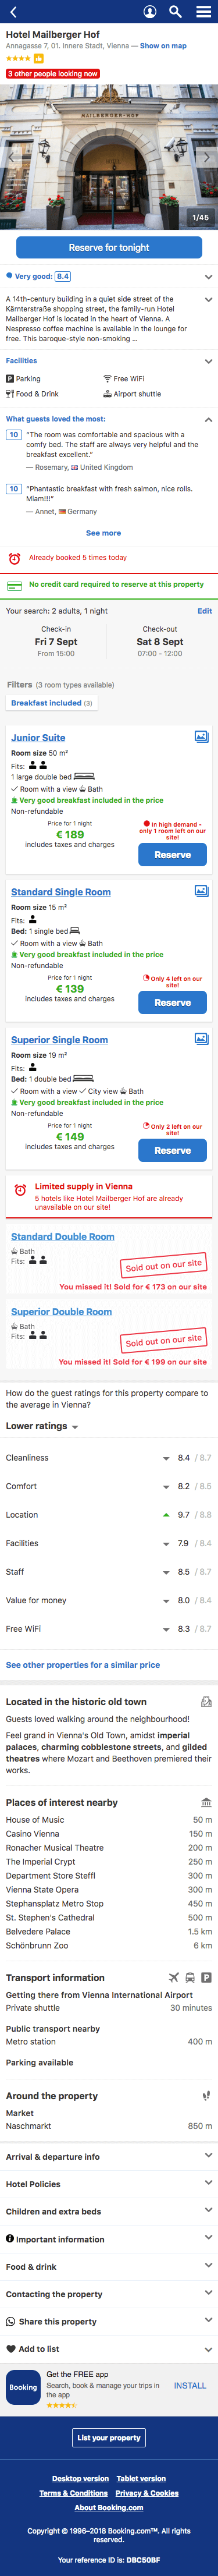 Hotel Mailberger Hof
Annagasse 7, 01. Innere Stadt, Vienna — Show on map
3 other people looking now
MAILBERGER-HOF
1/45
Reserve for tonight
Very good: 8.4
A 14th-century building in a quiet side street of the
Kärntnerstraße shopping street, the family-run Hotel
Mailberger Hof is located in the heart of Vienna. A
Nespresso coffee machine is available in the lounge for
free. This baroque-style non-smoking ...
Facilities
P Parking
Free WiFi
Food & Drink
Airport shuttle
What guests loved the most:
10 "The room was comfortable and spacious with a
comfy bed. The staff are always very helpful and the
breakfast excellent."
— Rosemary, United Kingdom
10 "Phantastic breakfast with fresh salmon, nice rolls.
Miam!!!"
— Annet, Germany
See more
Already booked 5 times today
No credit card required to reserve at this property
Your search: 2 adults, 1 night
Edit
Check-in
Fri 7 Sept
From 15:00
Check-out
Sat 8 Sept
07:00 - 12:00
Filters (3 room types available)
Breakfast included (3)
Junior Suite
Room size 50 m²
Fits:
1 large double bed
Room with a view Bath
Very good breakfast included in the price
Non-refundable
Price for 1 night
€ 189
includes taxes and charges
In high demand -
only 1 room left on our
site!
Reserve
Standard Single Room
Room size 15 m²
Fits:
Bed: 1 single bed
Room with a view Bath
Very good breakfast included in the price
Non-refundable
Price for 1 night
€ 139
includes taxes and charges
Only 4 left on our
site!
Reserve
Superior Single Room
Room size 19 m²
Fits:
Bed: 1 double bed
Room with a view City view Bath
Very good breakfast included in the price
Non-refundable
Price for 1 night
€ 149
includes taxes and charges
Only 2 left on our
site!
Reserve
Limited supply in Vienna
5 hotels like Hotel Mailberger Hof are already
unavailable on our site!
Standard Double Room
Bath
Fits:
Sold out on our site
You missed it! Sold for € 173 on our site
Superior Double Room
Bath
Fits:
Sold out on our site
You missed it! Sold for € 199 on our site
How do the guest ratings for this property compare to
the average in Vienna?
Lower ratings
Cleanliness 8.4 / 8.7
Comfort 8.2 / 8.5
Location 9.7 / 8.8
Facilities 7.9 / 8.4
Staff 8.5 / 8.7
Value for money 8.0 / 8.4
Free WiFi 8.3 / 8.7
See other properties for a similar price
Located in the historic old town
Guests loved walking around the neighbourhood!
Feel grand in Vienna's Old Town, amidst imperial
palaces, charming cobblestone streets, and gilded
theatres where Mozart and Beethoven premiered their
works.
Places of interest nearby
House of Music 50 m
Casino Vienna 150 m
Ronacher Musical Theatre 200 m
The Imperial Crypt 250 m
Department Store Steffl 300 m
Vienna State Opera 300 m
Stephansplatz Metro Stop 450 m
St. Stephen's Cathedral 500 m
Belvedere Palace 1.5 km
Schönbrunn Zoo 6 km
Transport information
P
Getting there from Vienna International Airport
Private shuttle 30 minutes
Public transport nearby
Metro station 400 m
Parking available
Around the property
Market
Naschmarkt 850 m
Arrival & departure info
Hotel Policies
Children and extra beds
Important information
Food & drink
Contacting the property
Share this property
Add to list
Booking
Get the FREE app
Search, book & manage your trips in
the app
INSTALL
List your property
Desktop version Tablet version
Terms & Conditions Privacy & Cookies
About Booking.com
Copyright © 1996–2018 Booking.com™. All rights
reserved.
Your reference ID is: DBC50BF